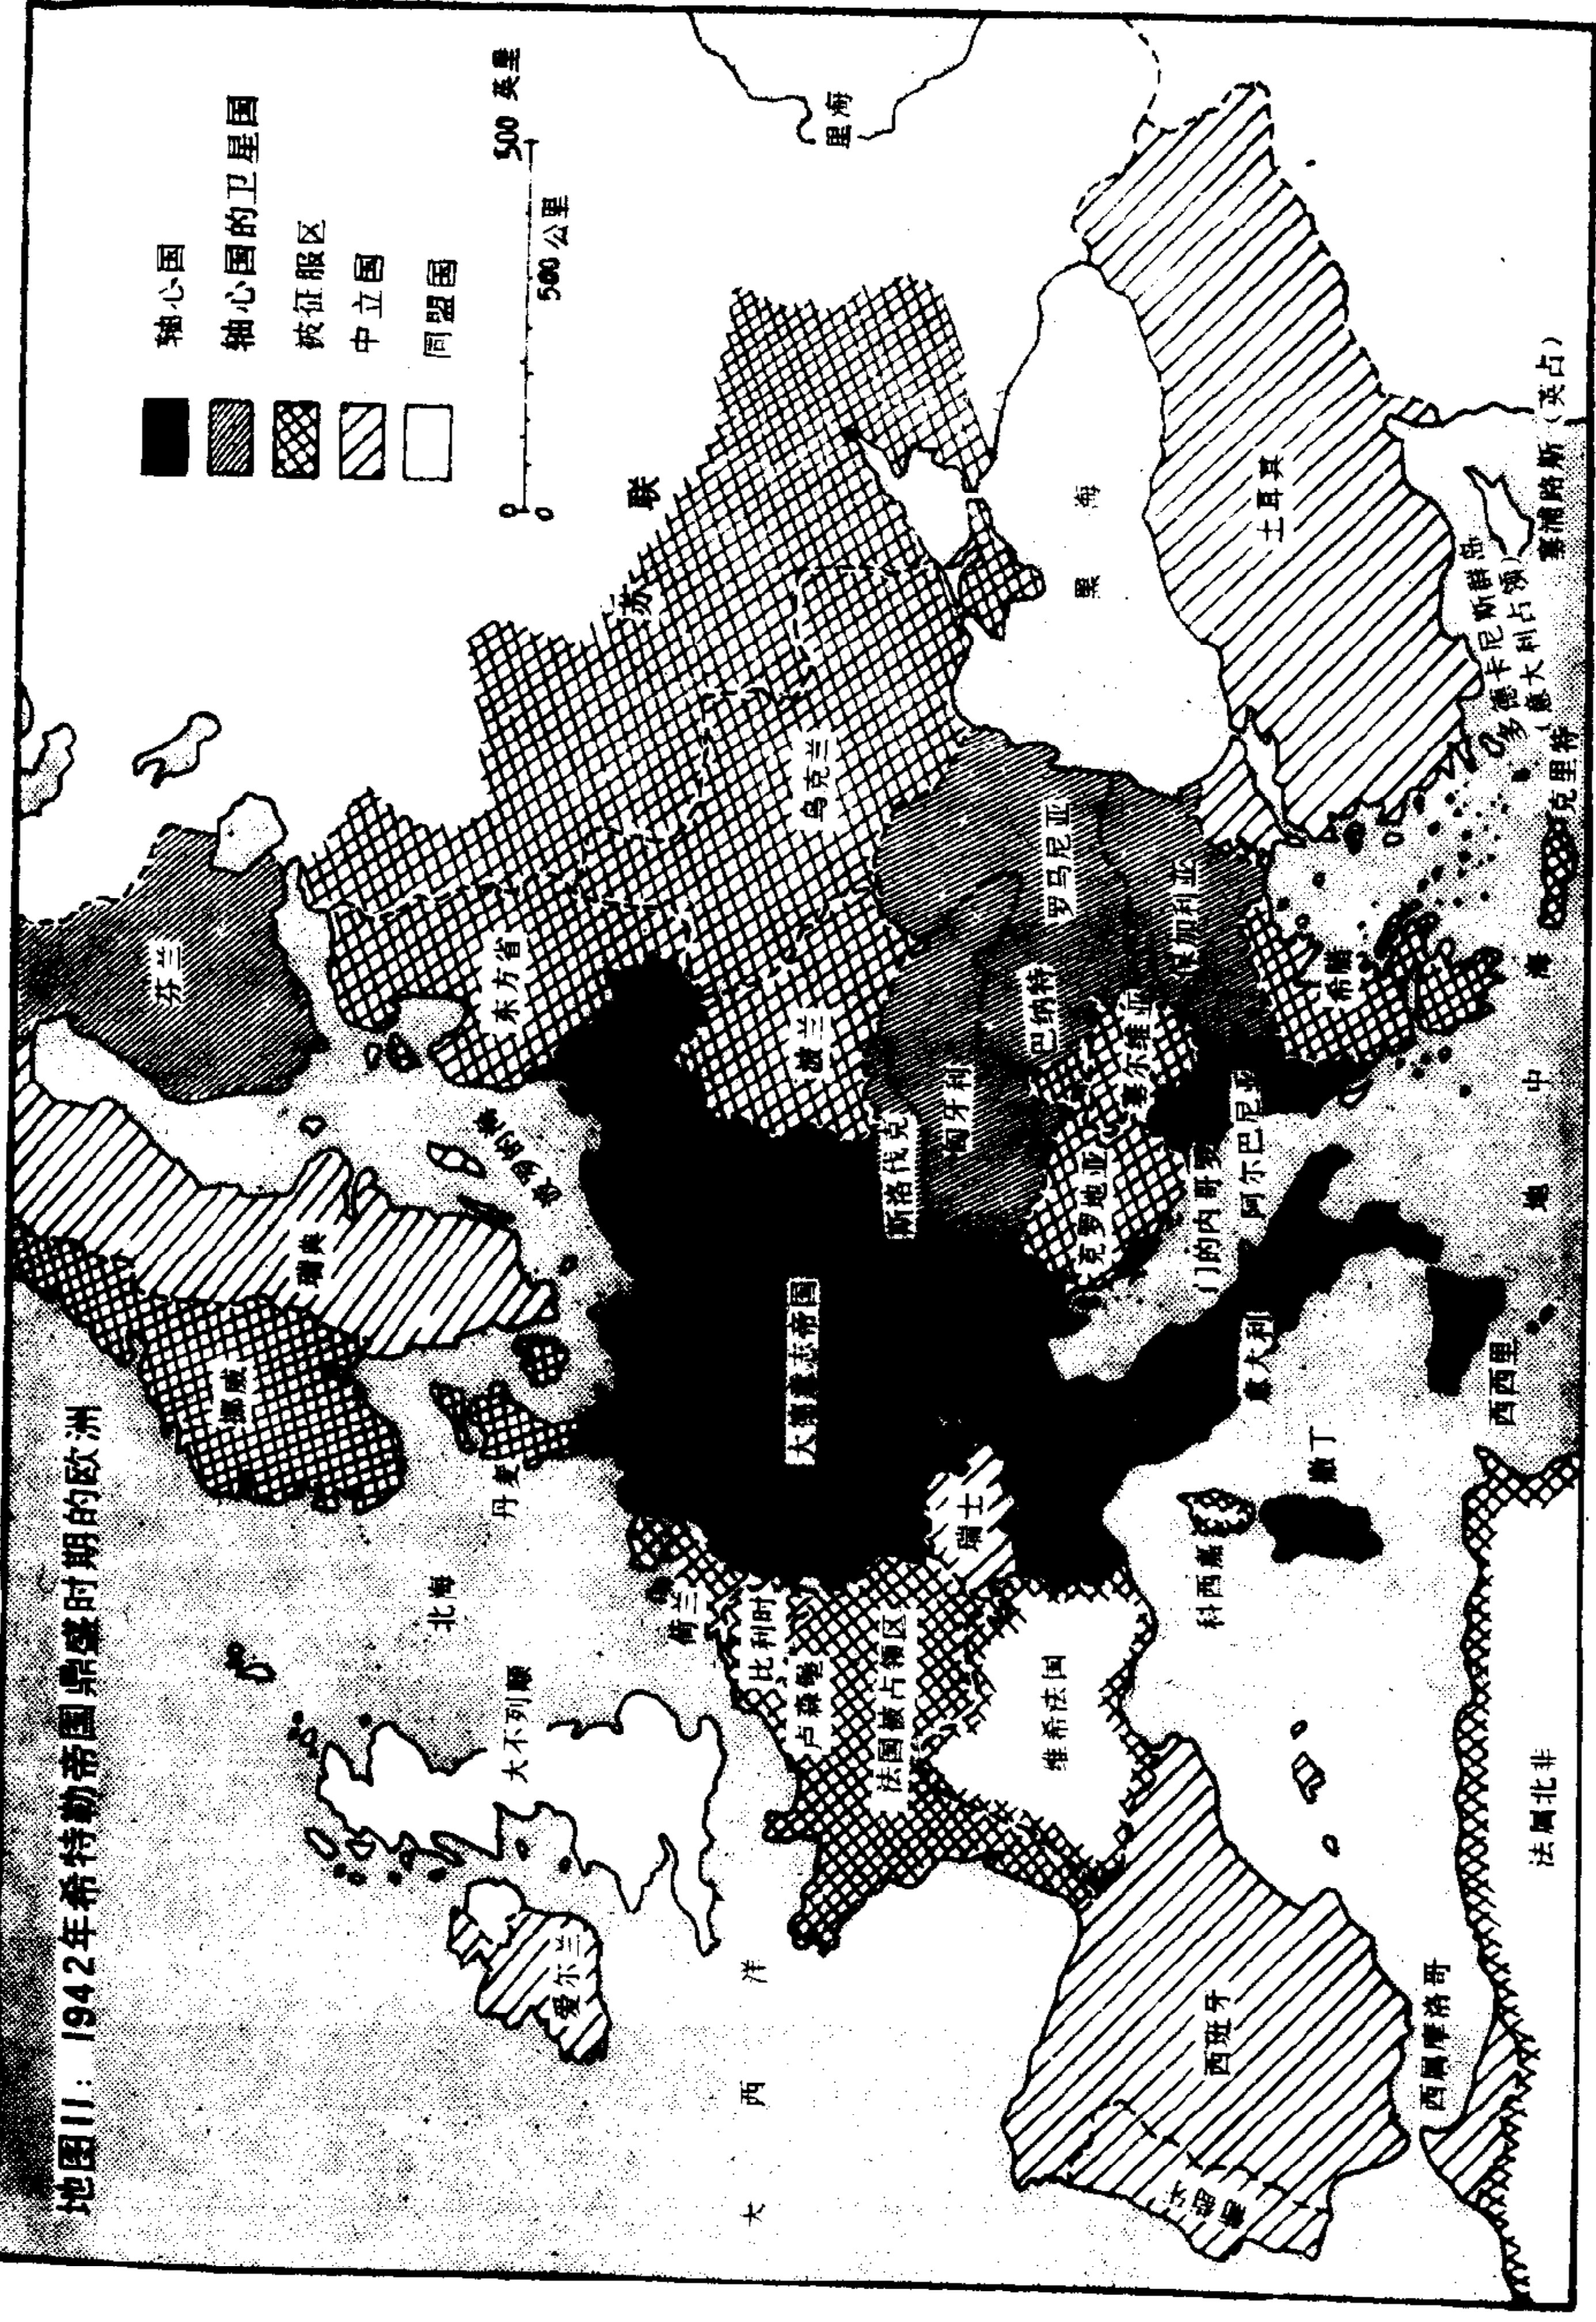 地图11：1942年希特勒帝国鼎盛时期的欧洲
轴心国
轴心国的卫星国
被征服区
中立国
同盟国
0 500 英里
0 500 公里
芬兰
挪威
瑞典
丹麦
北海
波罗的海
东方省
苏联
里海
大不列颠
爱尔兰
荷兰
比利时
卢森堡
大德意志帝国
波兰
乌克兰
法国被占领区
瑞士
斯洛伐克
匈牙利
维希法国
巴纳特
罗马尼亚
黑海
克罗地亚
塞尔维亚
保加利亚
大西洋
葡萄牙
西班牙
科西嘉
撒丁
意大利
门的内哥罗
阿尔巴尼亚
希腊
土耳其
西属摩洛哥
西西里
地中海
多德卡尼斯群岛
（意大利占领）
克里特
塞浦路斯（英占）
法属北非